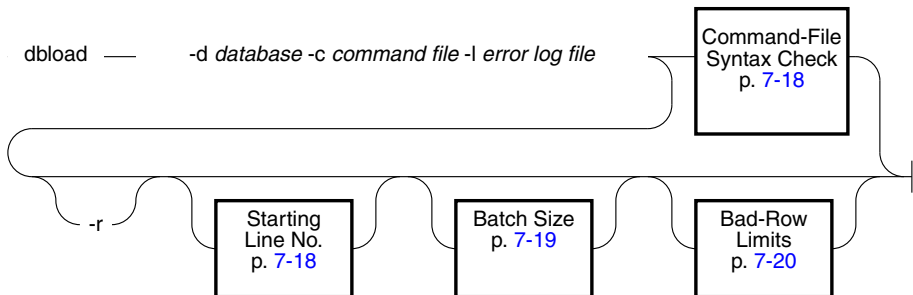 dbload -d database -c command file -l error log file
Command-File
Syntax Check
p. 7-18
-r
Starting
Line No.
p. 7-18
Batch Size
p. 7-19
Bad-Row
Limits
p. 7-20